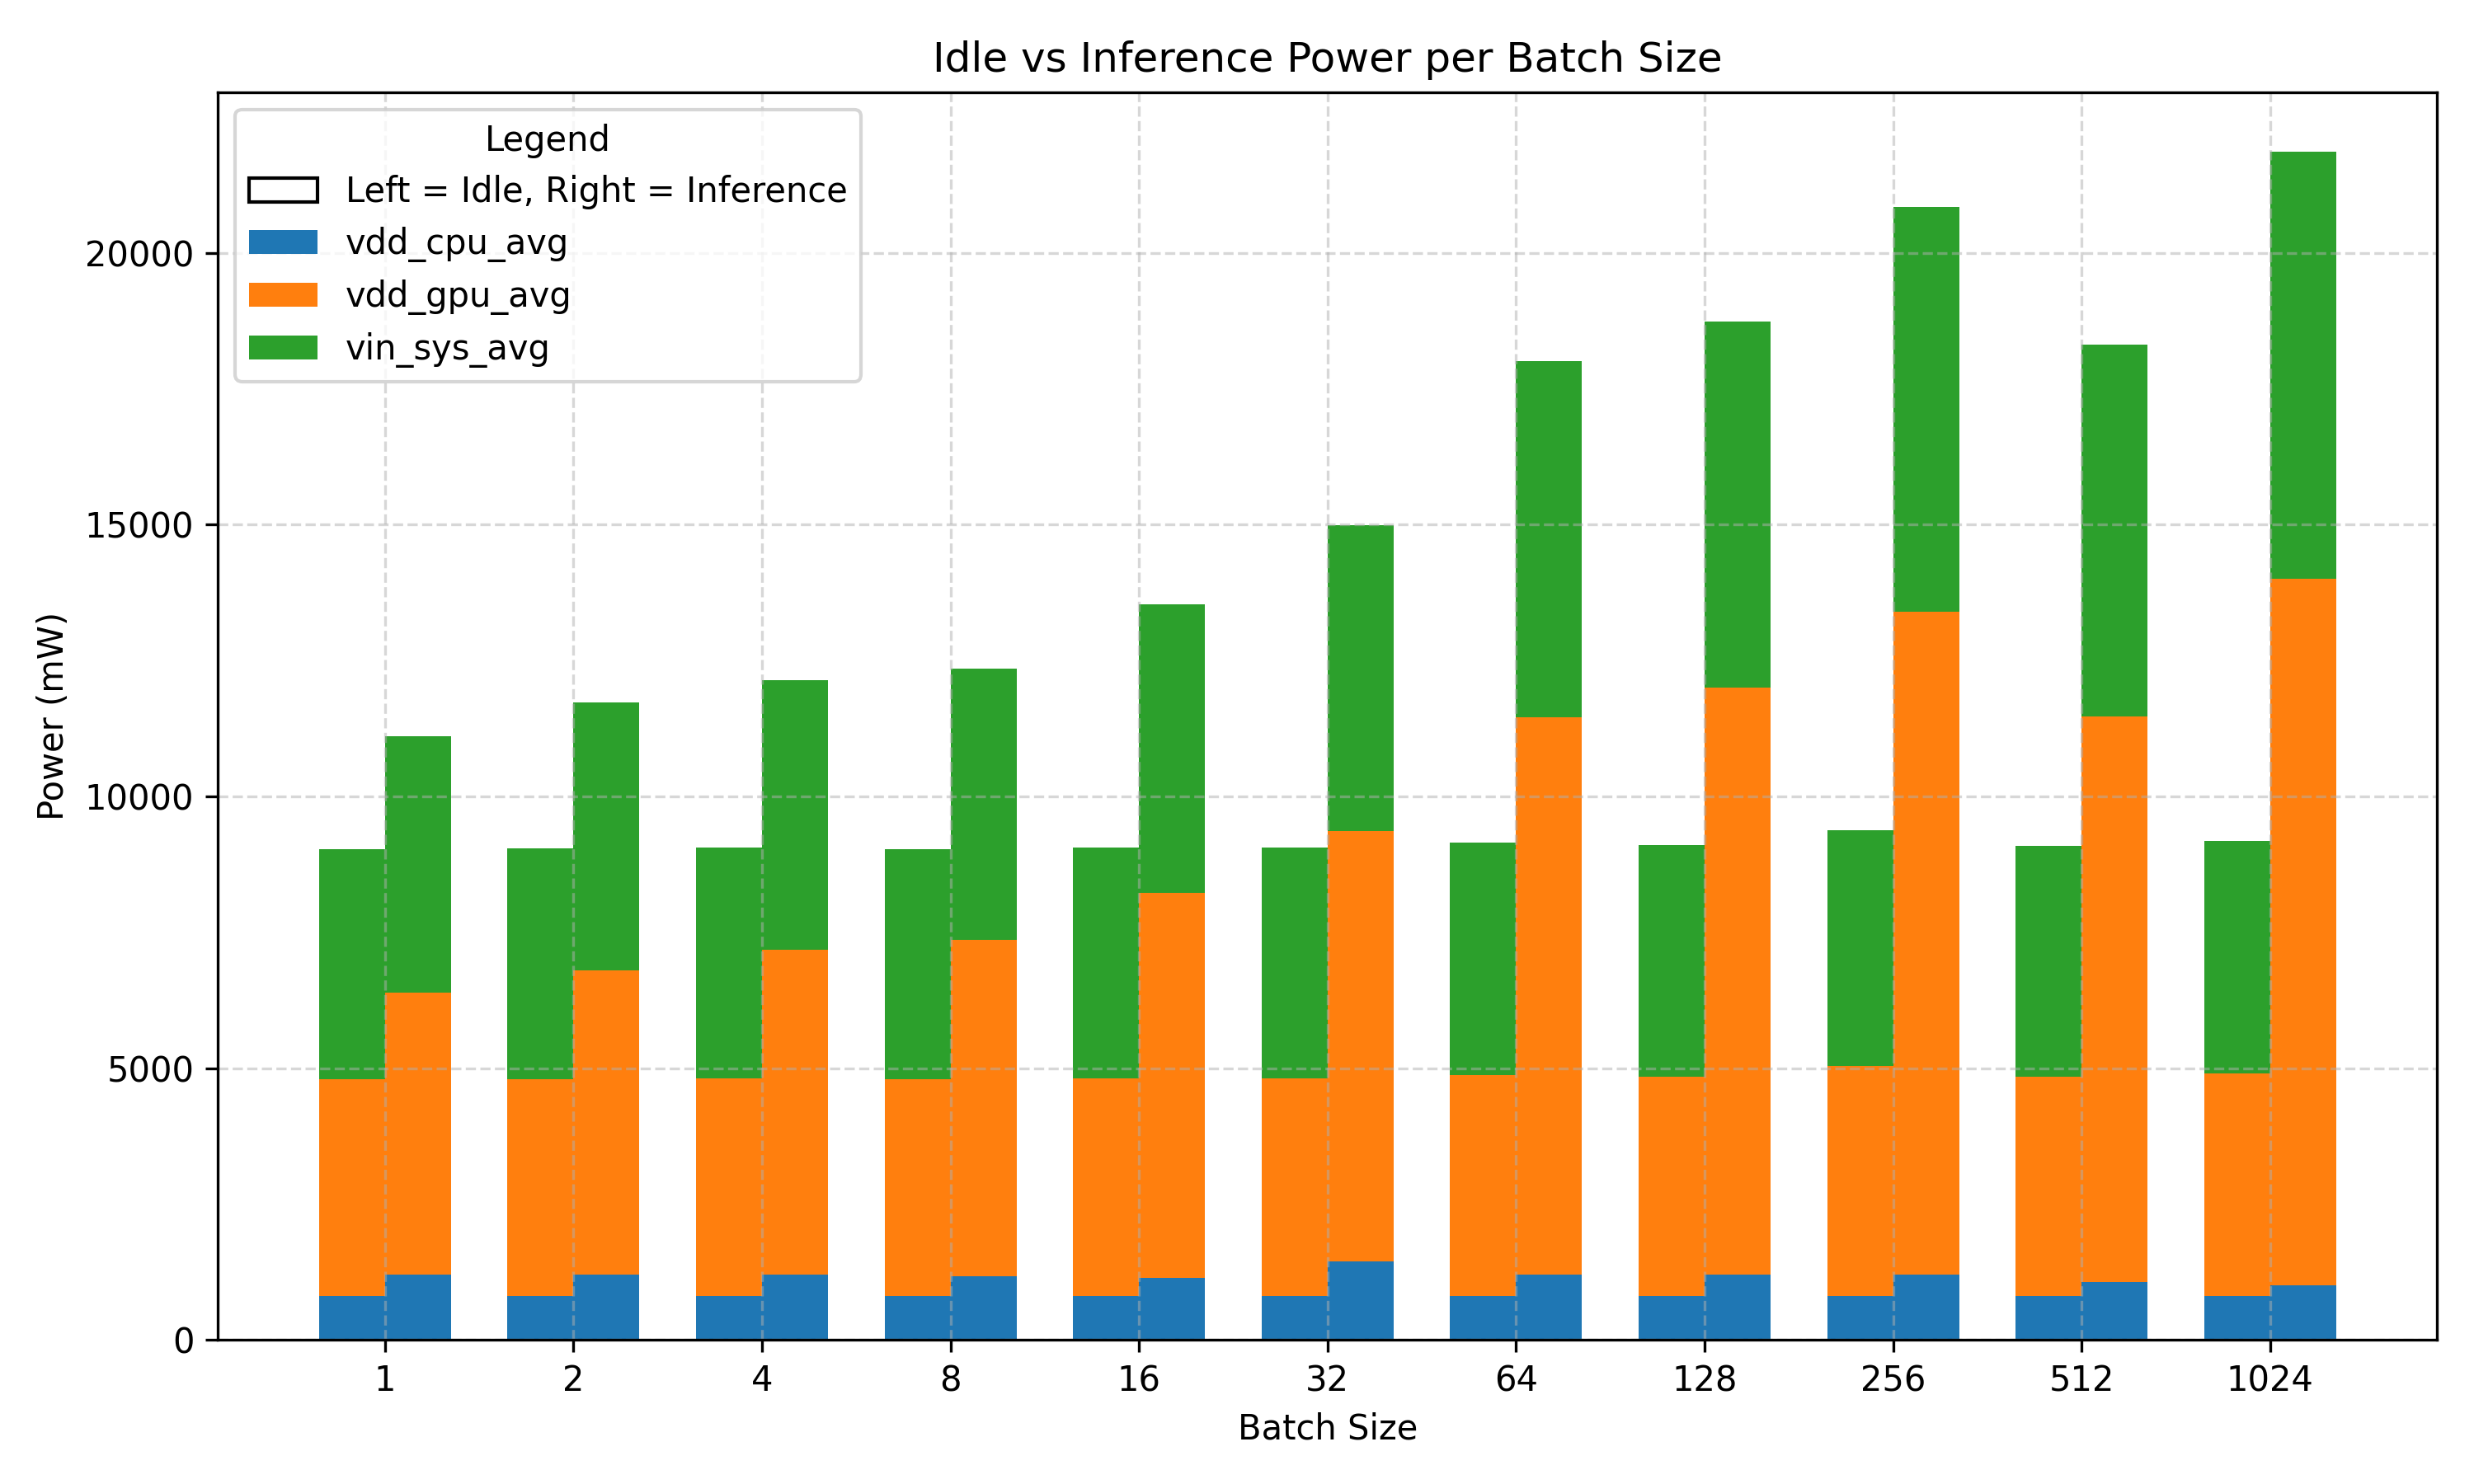 Idle vs Inference Power per Batch Size
Legend
Left = Idle, Right = Inference
vdd_cpu_avg
vdd_gpu_avg
vin_sys_avg
Power (mW)
20000
15000
10000
5000
0
1 2 4 8 16 32 64 128 256 512 1024
Batch Size